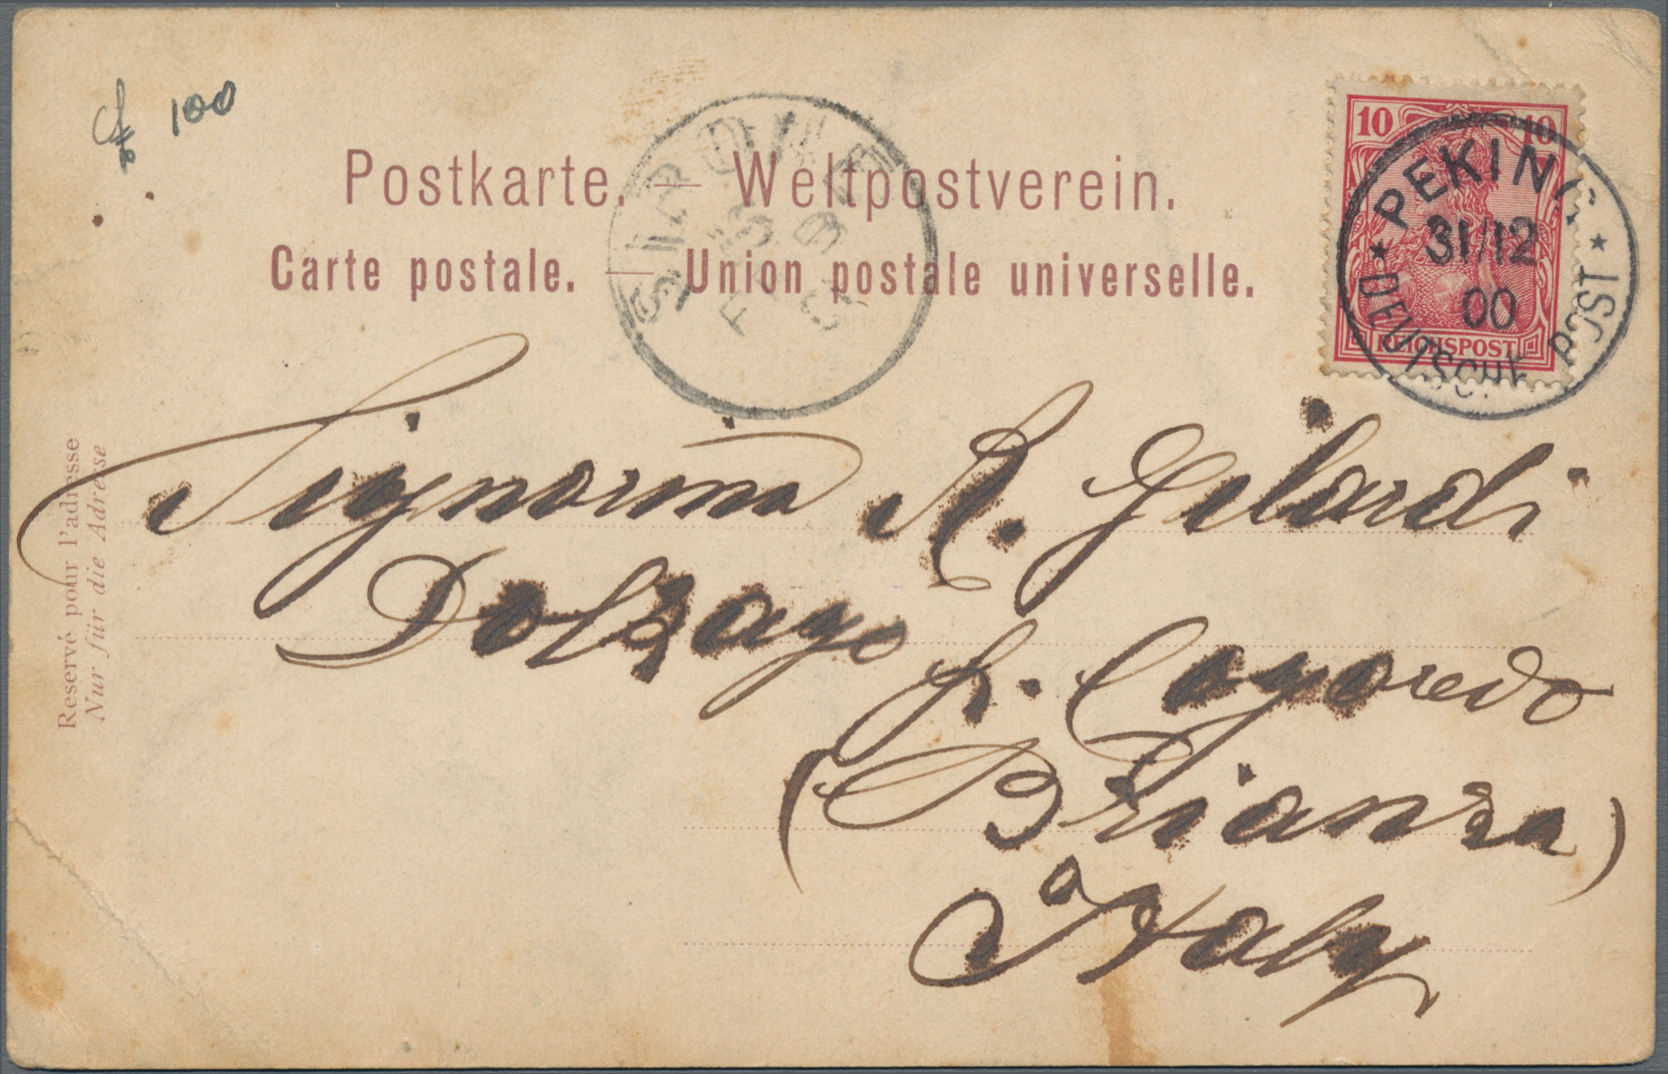 100
Postkarte. — Weltpostverein.
Carte postale. — Union postale universelle.
10 10
REICHSPOST
PEKING
31/12
00
DEUTSCHE POST
Reservé pour l'adresse
Nur für die Adresse
Signorina R. Gilardi
Dolzago
(Brianza)
Italy